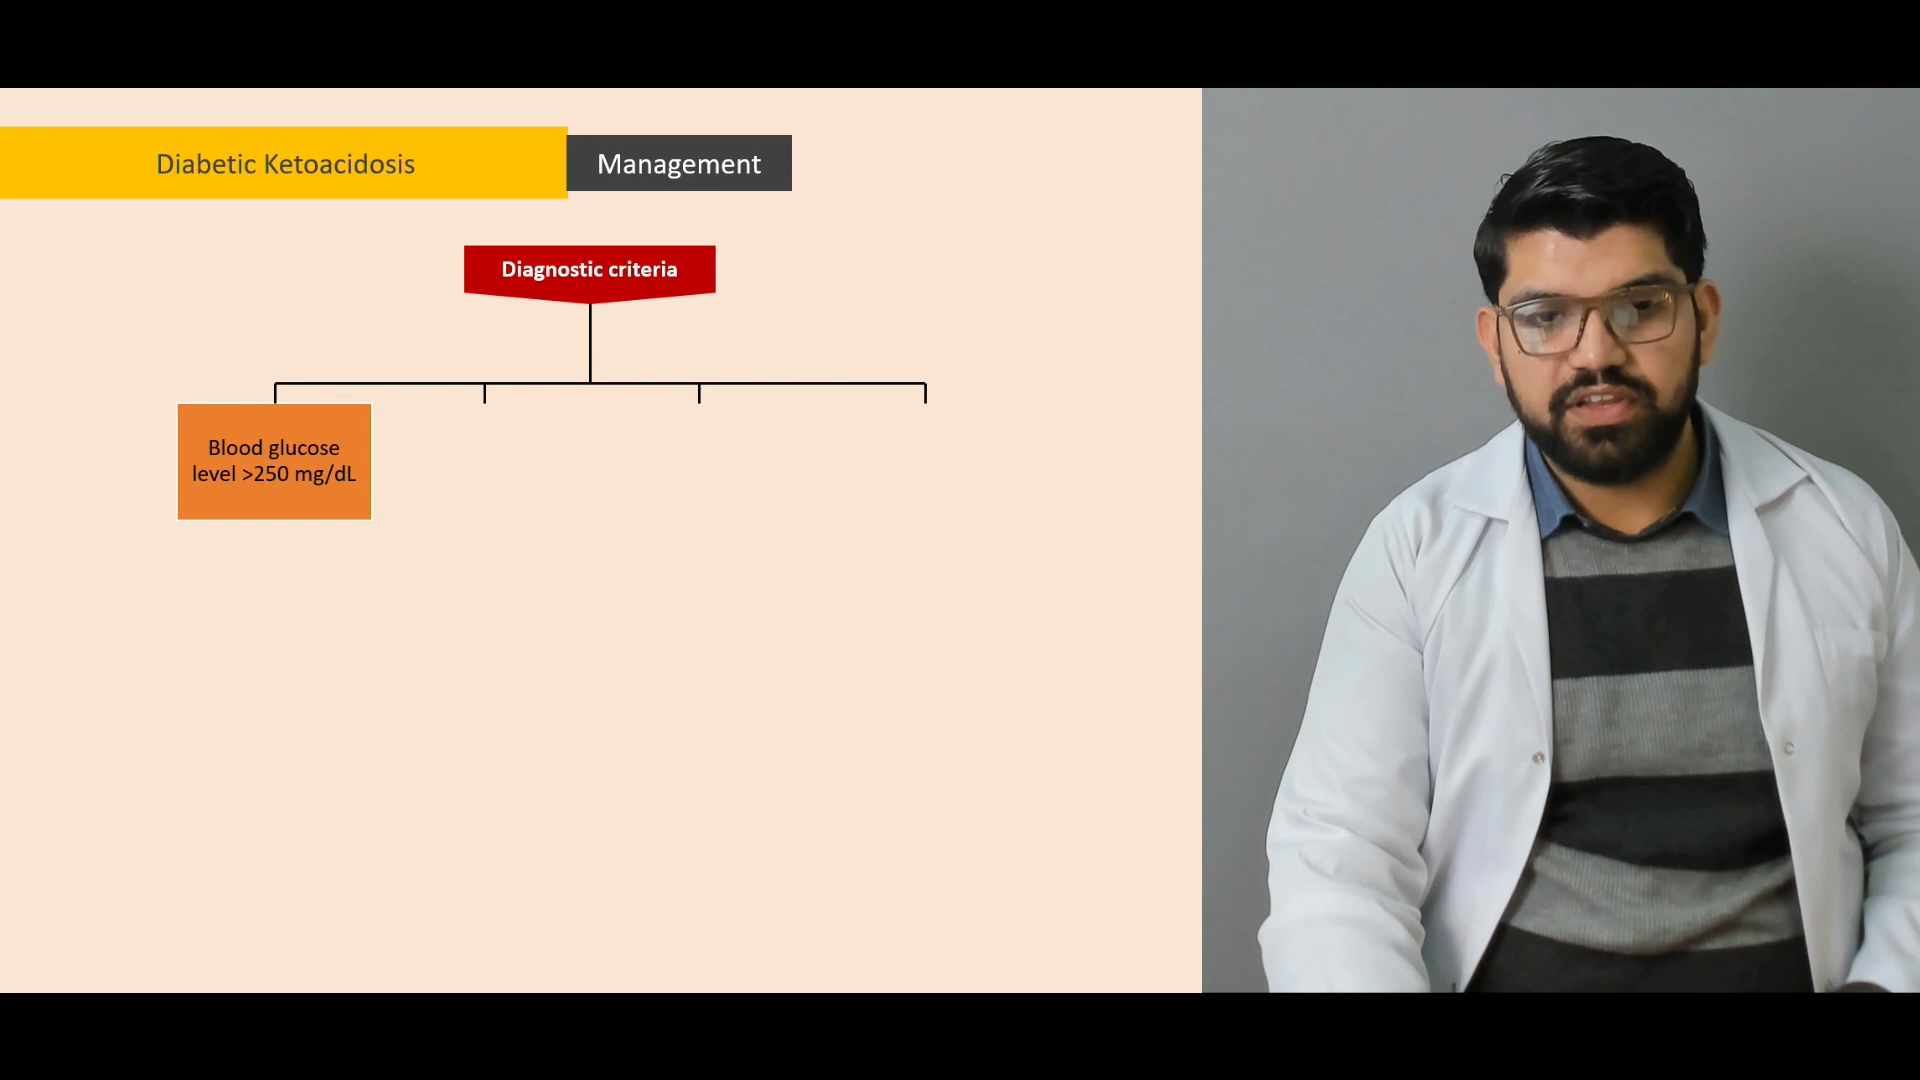 Diabetic Ketoacidosis
Management
Diagnostic criteria
Blood glucose
level >250 mg/dL